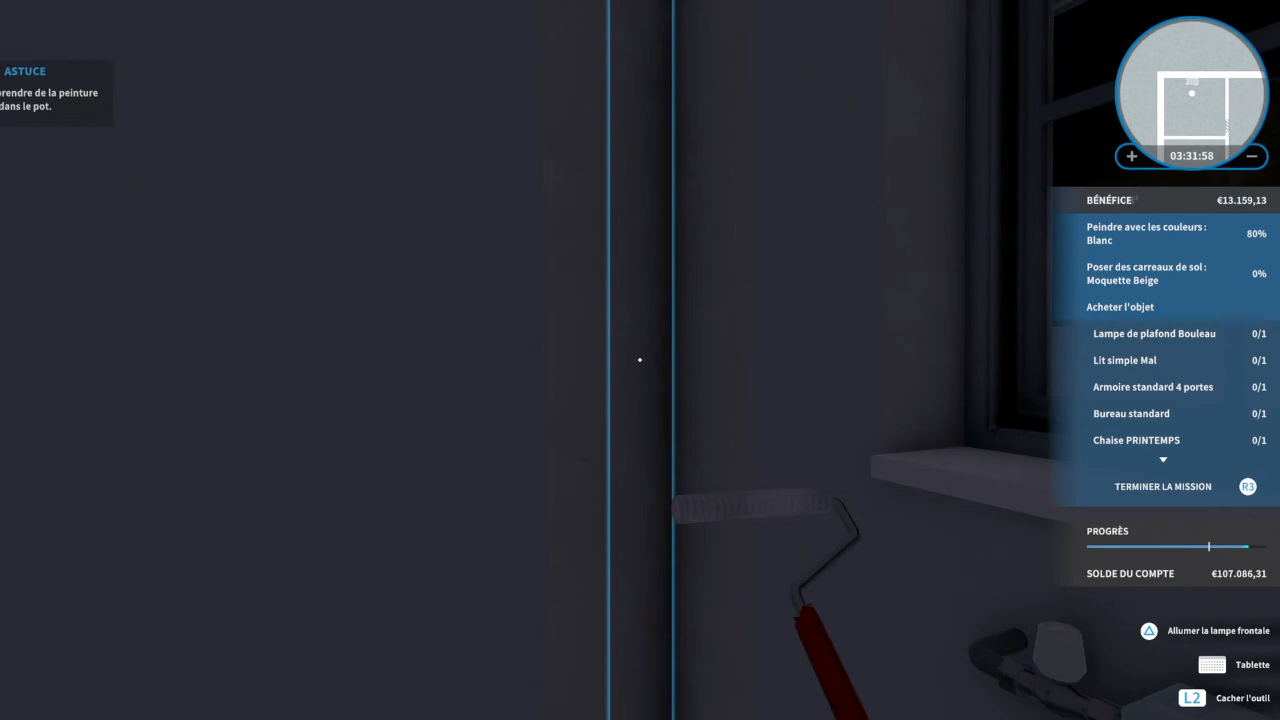 ASTUCE
prendre de la peinture
dans le pot.
03:31:58
BÉNÉFICE €13.159,13
Peindre avec les couleurs :
Blanc 80%
Poser des carreaux de sol :
Moquette Beige 0%
Acheter l'objet
Lampe de plafond Bouleau 0/1
Lit simple Mal 0/1
Armoire standard 4 portes 0/1
Bureau standard 0/1
Chaise PRINTEMPS 0/1
TERMINER LA MISSION R3
PROGRÈS
SOLDE DU COMPTE €107.086,31
Allumer la lampe frontale
Tablette
L2 Cacher l'outil